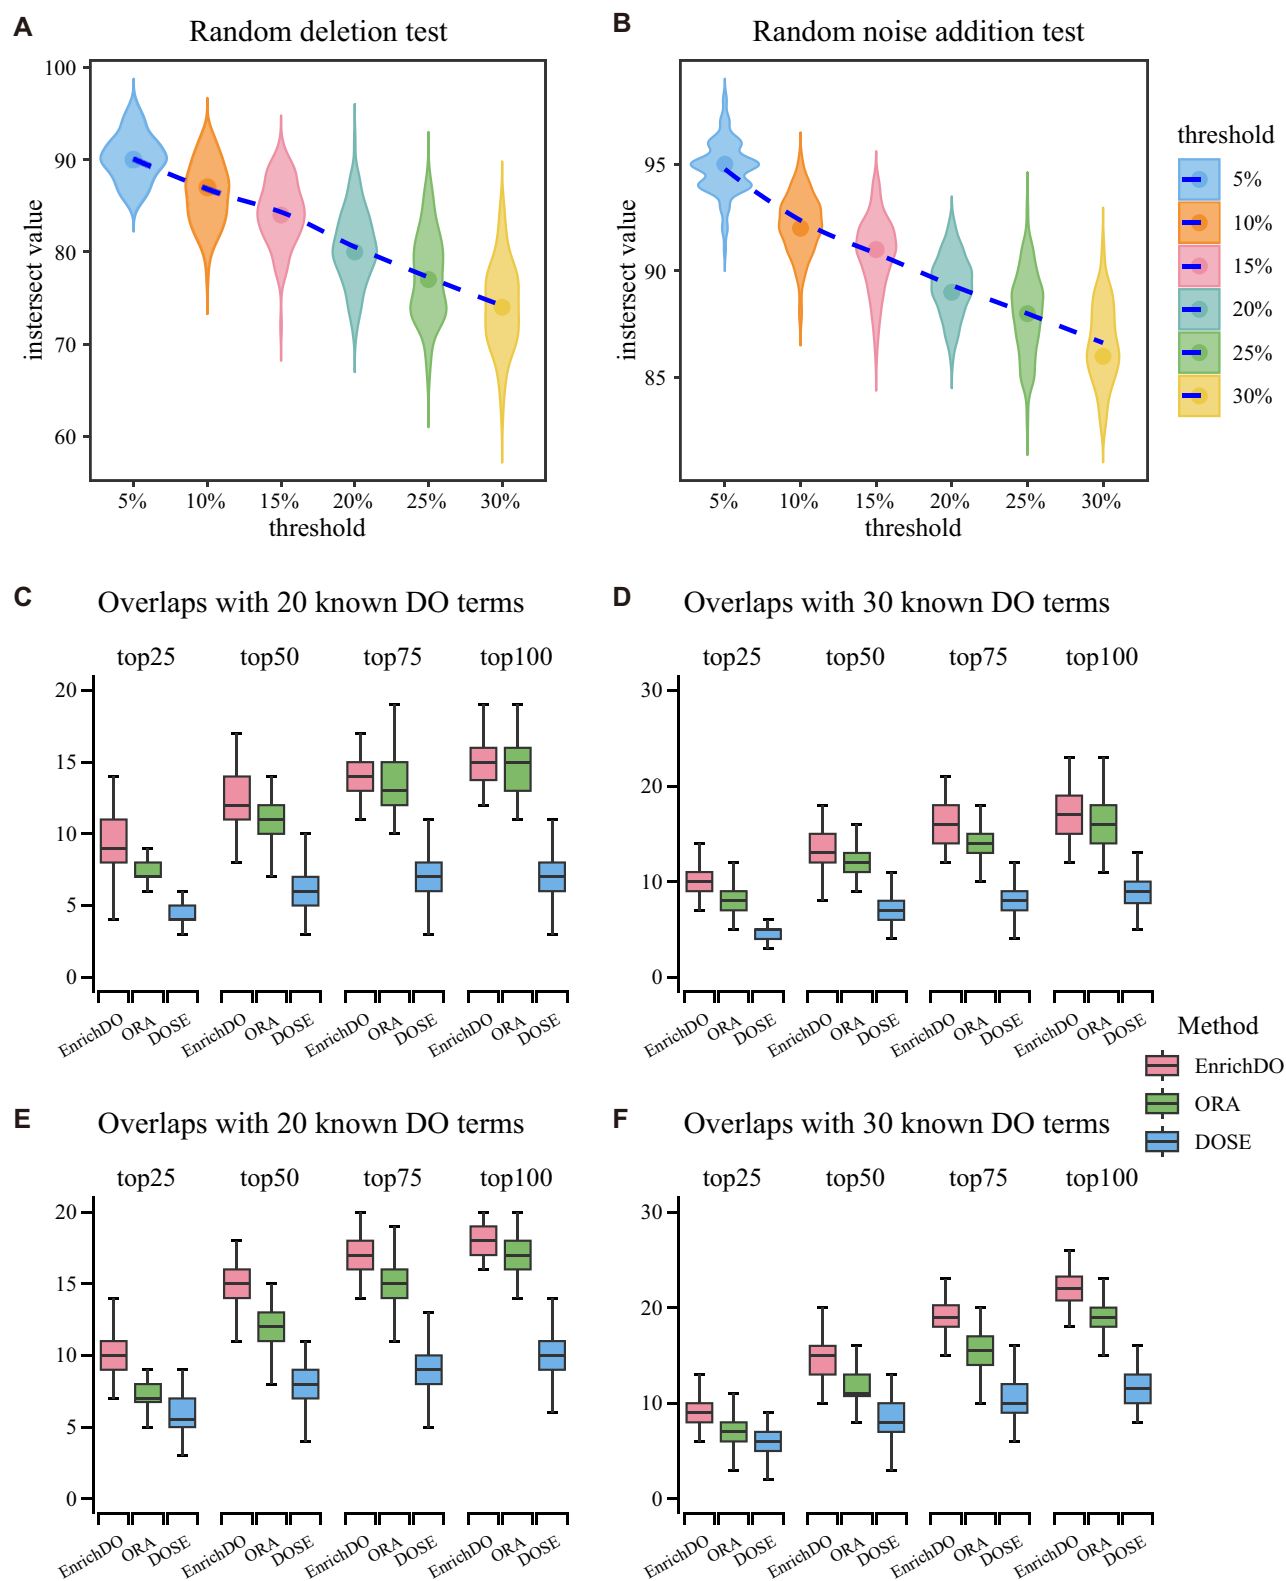 A
Random deletion test
100
90
80
70
60
instersect value
5% 10% 15% 20% 25% 30%
threshold
B
Random noise addition test
95
90
85
instersect value
5% 10% 15% 20% 25% 30%
threshold
threshold
5%
10%
15%
20%
25%
30%
C
Overlaps with 20 known DO terms
top25 top50 top75 top100
20
15
10
5
0
EnrichDO ORA DOSE EnrichDO ORA DOSE EnrichDO ORA DOSE EnrichDO ORA DOSE
D
Overlaps with 30 known DO terms
top25 top50 top75 top100
30
20
10
0
EnrichDO ORA DOSE EnrichDO ORA DOSE EnrichDO ORA DOSE EnrichDO ORA DOSE
Method
EnrichDO
ORA
DOSE
E
Overlaps with 20 known DO terms
top25 top50 top75 top100
20
15
10
5
0
EnrichDO ORA DOSE EnrichDO ORA DOSE EnrichDO ORA DOSE EnrichDO ORA DOSE
F
Overlaps with 30 known DO terms
top25 top50 top75 top100
30
20
10
0
EnrichDO ORA DOSE EnrichDO ORA DOSE EnrichDO ORA DOSE EnrichDO ORA DOSE